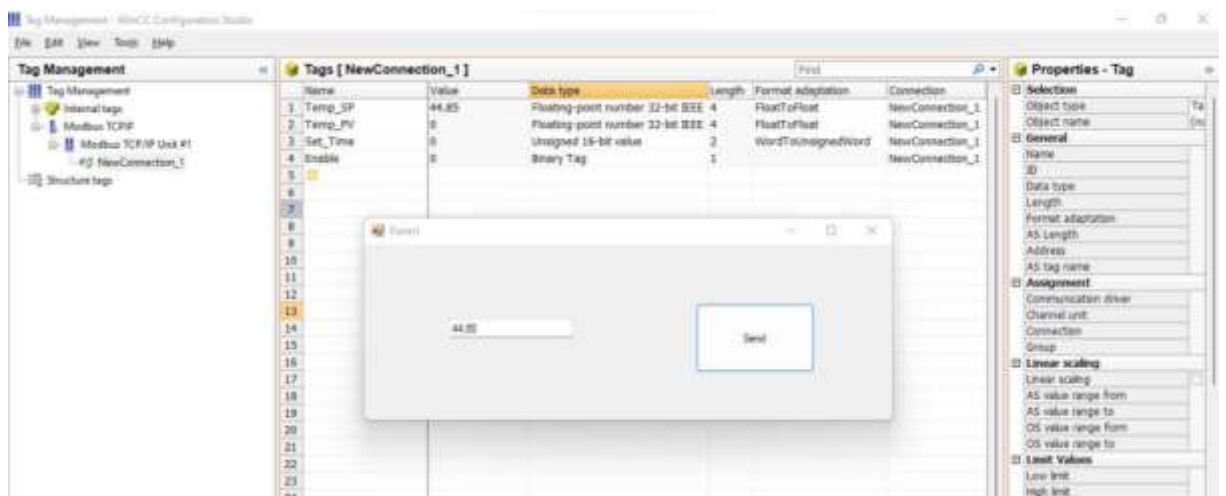 Tag Management - WinCC Configuration Studio
File Edit View Tools Help
Tag Management
Tag Management
Internal tags
Modbus TCPIP
Modbus TCP/IP Unit #1
NewConnection_1
Structure tags
Tags [ NewConnection_1 ]
Find
Name Value Data type Length Format adaptation Connection
1 Temp_SP 44.85 Floating-point number 32-bit IEEE 4 FloatToFloat NewConnection_1
2 Temp_PV 0 Floating-point number 32-bit IEEE 4 FloatToFloat NewConnection_1
3 Set_Time 0 Unsigned 16-bit value 2 WordToUnsignedWord NewConnection_1
4 Enable 0 Binary Tag 1 NewConnection_1
5
6
7
8
9
10
11
12
13
14
15
16
17
18
19
20
21
22
23
Form1
44.85
Send
Properties - Tag
Selection
Object type Ta
Object name
General
Name
ID
Data type
Length
Format adaptation
AS Length
Address
AS tag name
Assignment
Communication driver
Channel unit
Connection
Group
Linear scaling
Linear scaling
AS value range from
AS value range to
OS value range from
OS value range to
Limit Values
Low limit
High limit